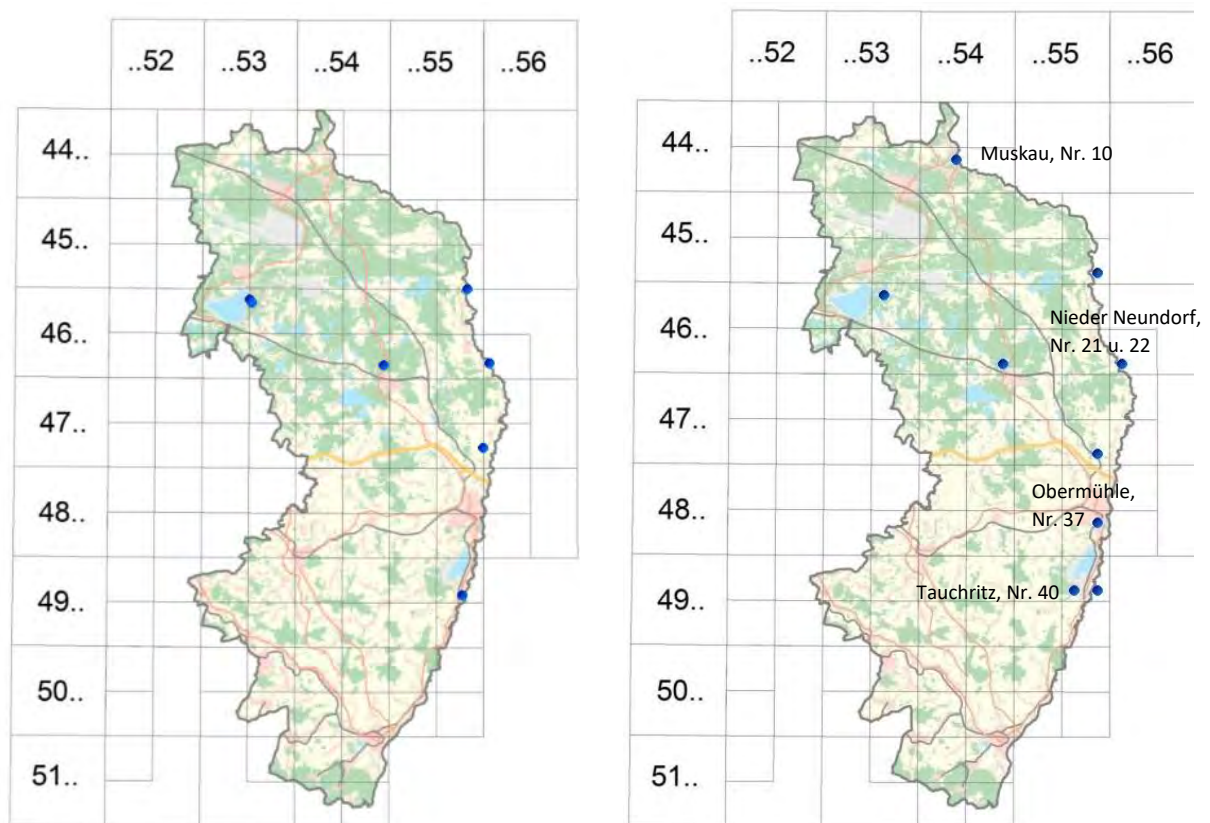 ..52 ..53 ..54 ..55 ..56
44..
45..
46..
47..
48..
49..
50..
51..
..52 ..53 ..54 ..55 ..56
44..
Muskau, Nr. 10
45..
46..
Nieder Neundorf,
Nr. 21 u. 22
47..
48..
Obermühle,
Nr. 37
49..
Tauchritz, Nr. 40
50..
51..